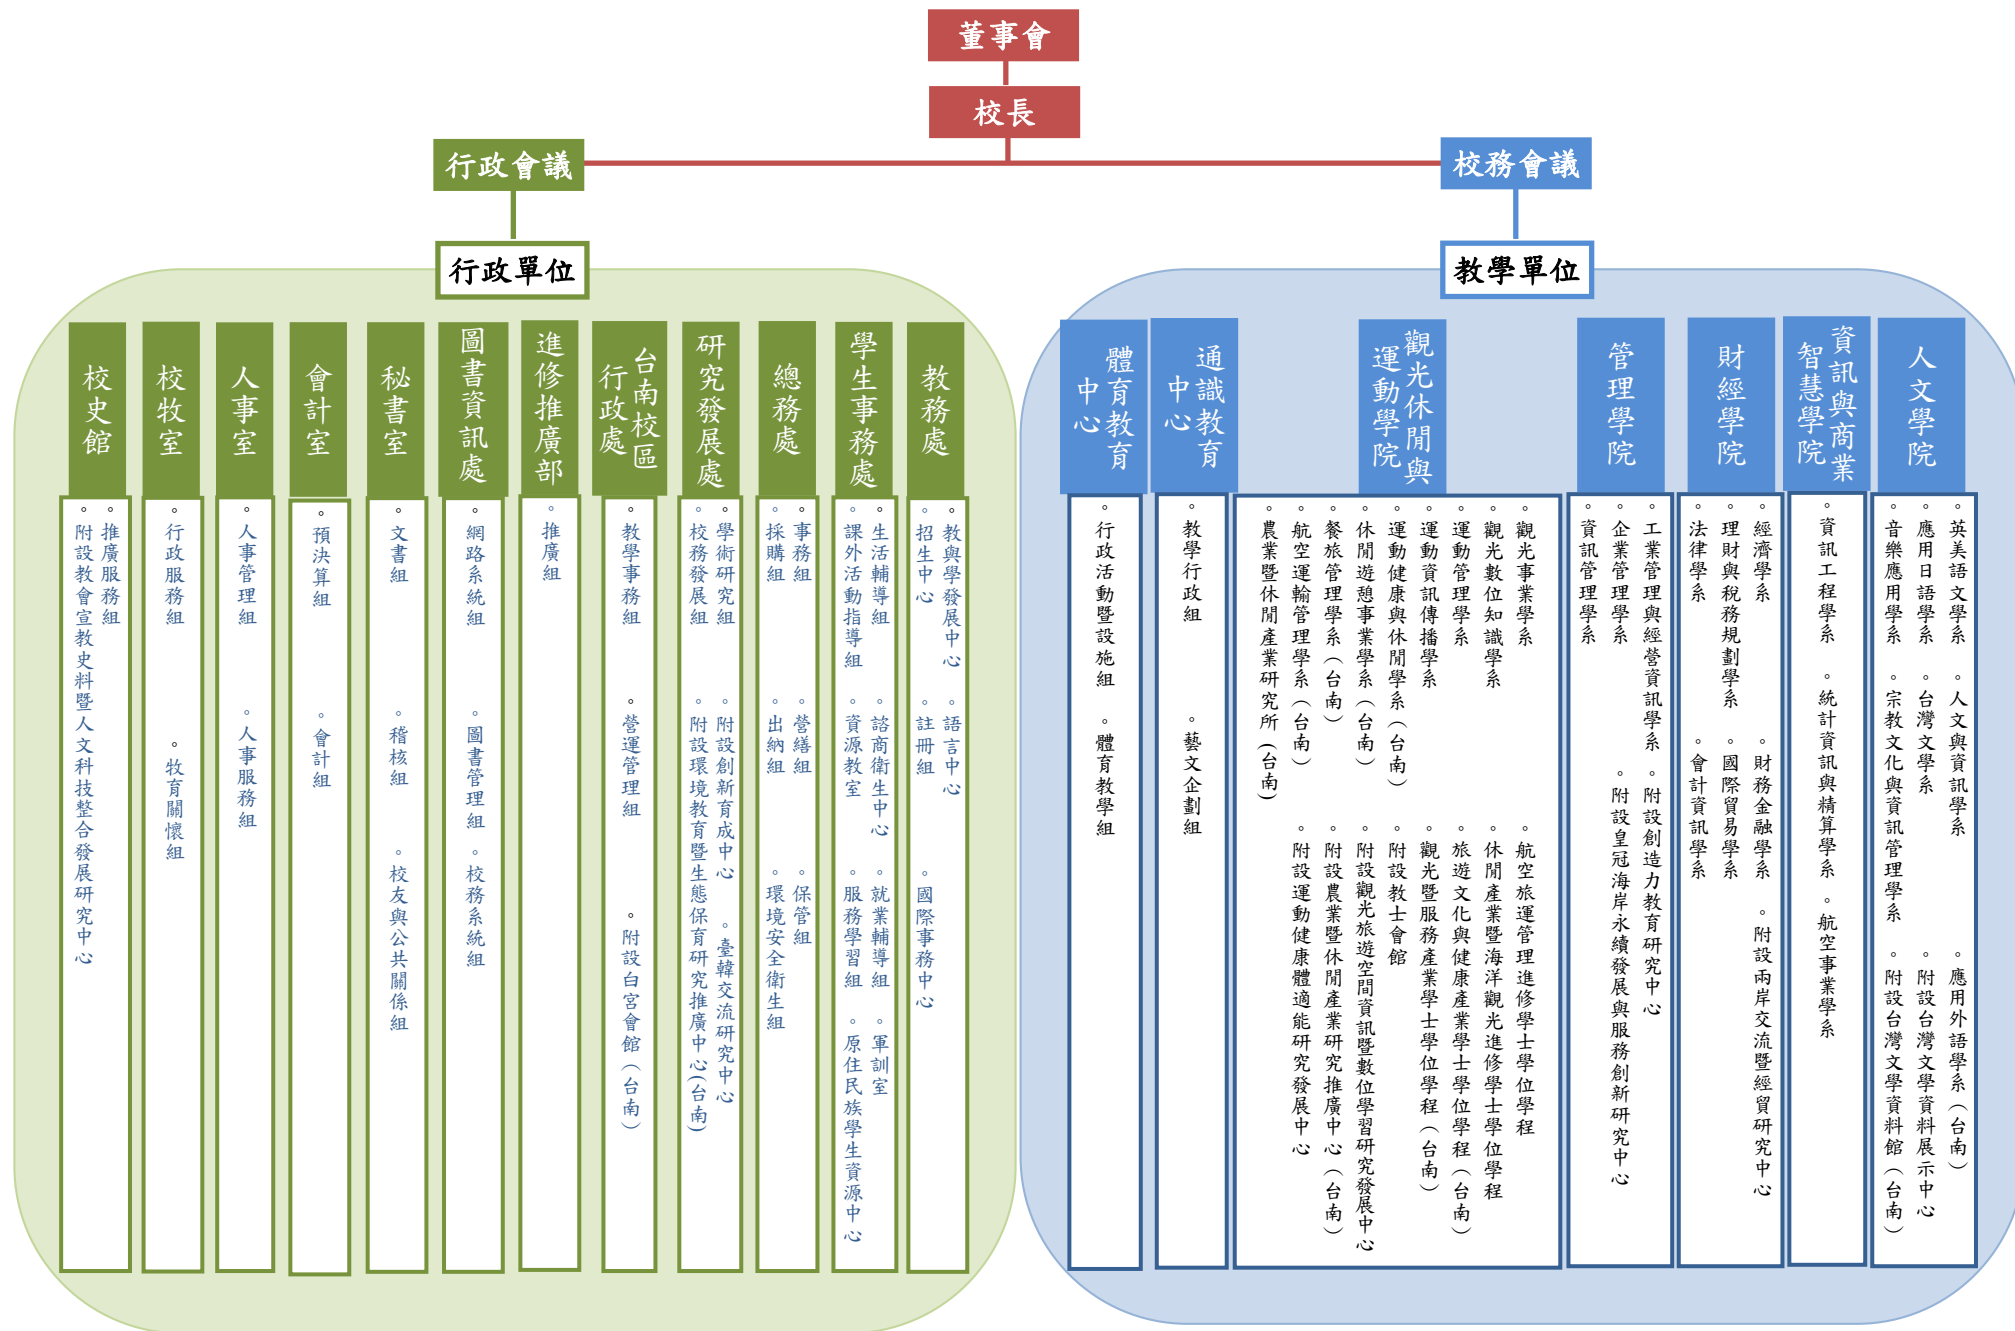 董事會
校長
行政會議
校務會議
行政單位
教學單位
教務處
。教與學發展中心
。語言中心
。招生中心
。註冊組
。國際事務中心
學生事務處
。生活輔導組
。諮商衛生中心
。就業輔導組
。軍訓室
。課外活動指導組
。資源教室
。服務學習組
。原住民族學生資源中心
總務處
。事務組
。營繕組
。保管組
。採購組
。出納組
。環境安全衛生組
研究發展處
。學術研究組
。附設創新育成中心
。臺韓交流研究中心
。校務發展組
。附設環境教育暨生態保育研究推廣中心(台南)
台南校區
行政處
。教學事務組
。營運管理組
。附設白宮會館（台南）
進修推廣部
。推廣組
圖書資訊處
。網路系統組
。圖書管理組
。校務系統組
秘書室
。文書組
。稽核組
。校友與公共關係組
會計室
。預決算組
。會計組
人事室
。人事管理組
。人事服務組
校牧室
。行政服務組
。牧育關懷組
校史館
。推廣服務組
。附設教會宣教史料暨人文科技整合發展研究中心
人文學院
。英美語文學系
。人文與資訊學系
。應用外語學系（台南）
。應用日語學系
。台灣文學系
。附設台灣文學資料展示中心
。音樂應用學系
。宗教文化與資訊管理學系
。附設台灣文學資料館（台南）
資訊與商業
智慧學院
。資訊工程學系
。統計資訊與精算學系
。航空事業學系
財經學院
。經濟學系
。財務金融學系
。附設兩岸交流暨經貿研究中心
。理財與稅務規劃學系
。國際貿易學系
。法律學系
。會計資訊學系
管理學院
。工業管理與經營資訊學系
。附設創造力教育研究中心
。企業管理學系
。附設皇冠海岸永續發展與服務創新研究中心
。資訊管理學系
觀光休閒與
運動學院
。觀光事業學系
。航空旅運管理進修學士學位學程
。觀光數位知識學系
。休閒產業暨海洋觀光進修學士學位學程
。運動管理學系
。旅遊文化與健康產業學士學位學程（台南）
。運動資訊傳播學系
。觀光暨服務產業學士學位學程（台南）
。運動健康與休閒學系（台南）
。附設教士會館
。休閒遊憩事業學系（台南）
。附設觀光旅遊空間資訊暨數位學習研究發展中心
。餐旅管理學系（台南）
。附設農業暨休閒產業研究推廣中心（台南）
。航空運輸管理學系（台南）
。附設運動健康體適能研究發展中心
。農業暨休閒產業研究所（台南)
通識教育
中心
。教學行政組
。藝文企劃組
體育教育
中心
。行政活動暨設施組
。體育教學組